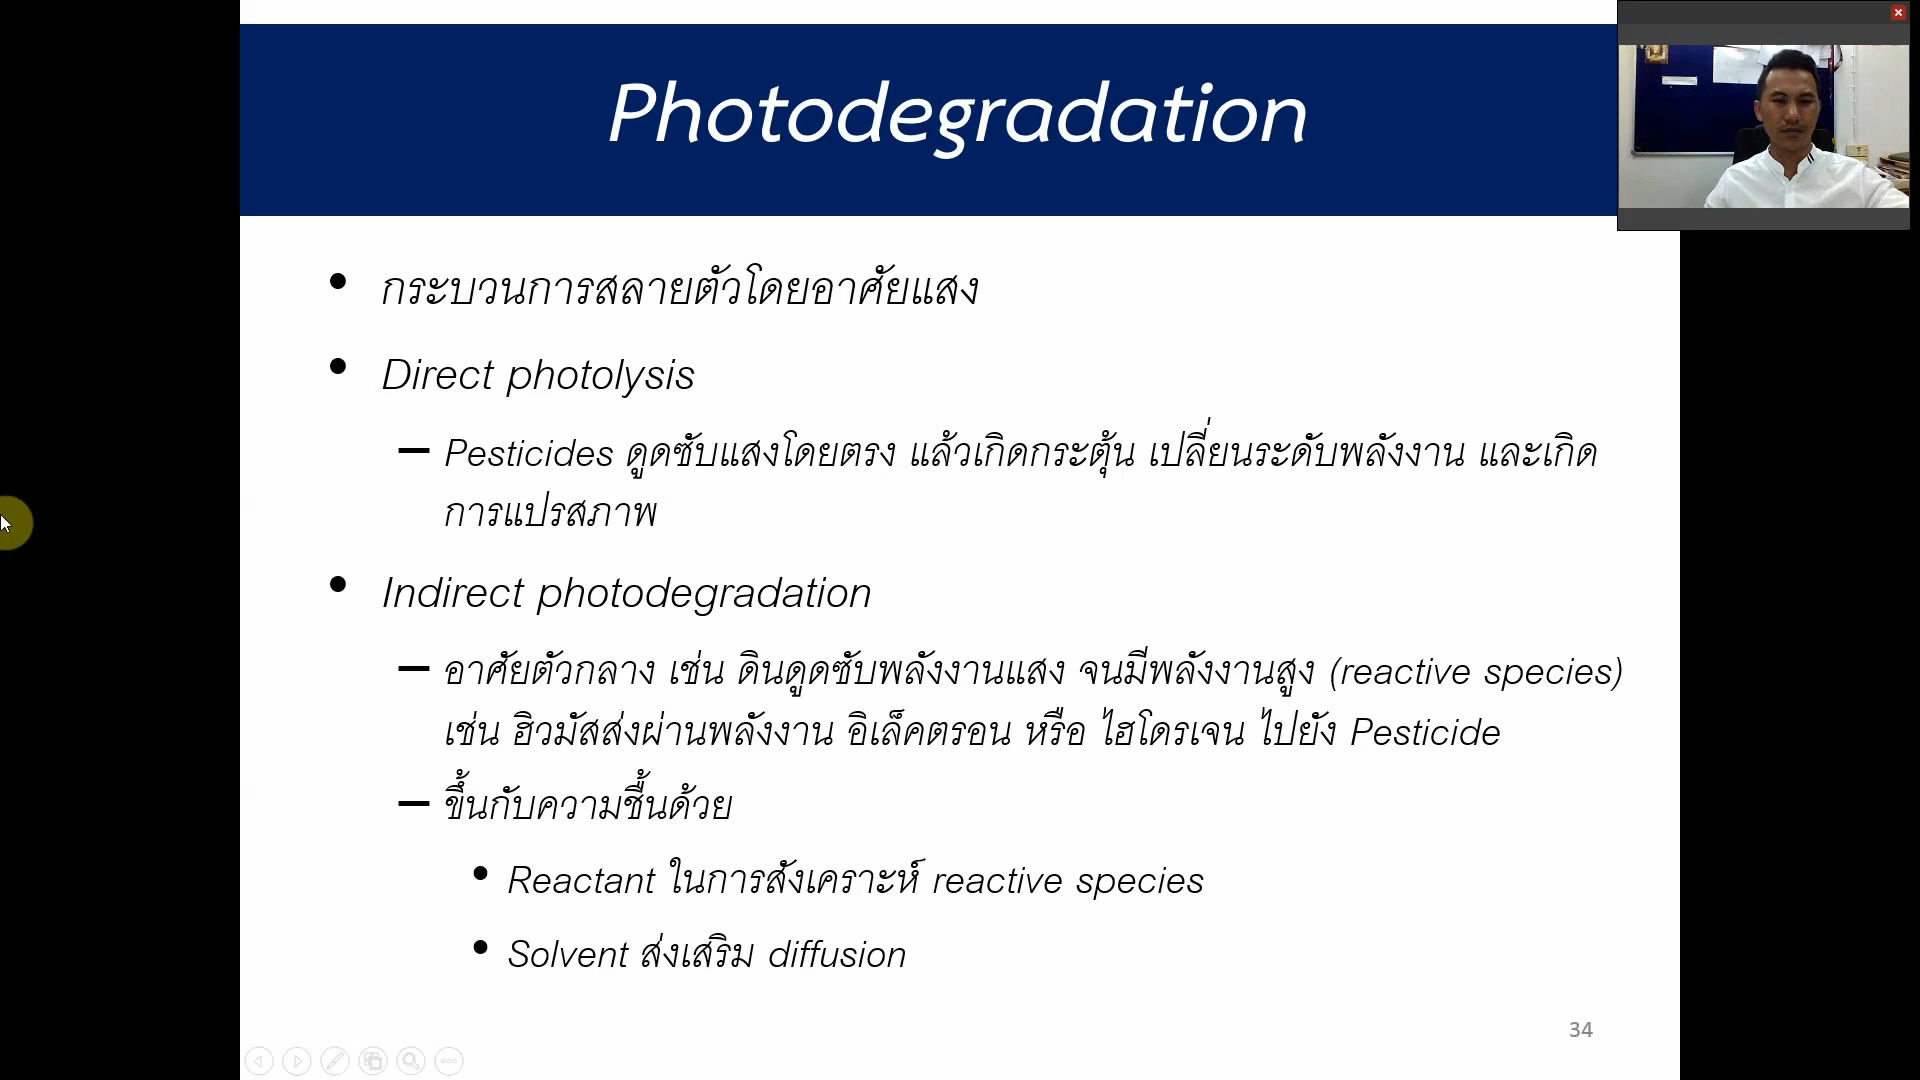 Photodegradation
• กระบวนการสลายตัวโดยอาศัยแสง
• Direct photolysis
– Pesticides ดูดซับแสงโดยตรง แล้วเกิดกระตุ้น เปลี่ยนระดับพลังงาน และเกิด
การแปรสภาพ
• Indirect photodegradation
– อาศัยตัวกลาง เช่น ดินดูดซับพลังงานแสง จนมีพลังงานสูง (reactive species)
เช่น ฮิวมัสส่งผ่านพลังงาน อิเล็คตรอน หรือ ไฮโดรเจน ไปยัง Pesticide
– ขึ้นกับความชื้นด้วย
• Reactant ในการสังเคราะห์ reactive species
• Solvent ส่งเสริม diffusion
34